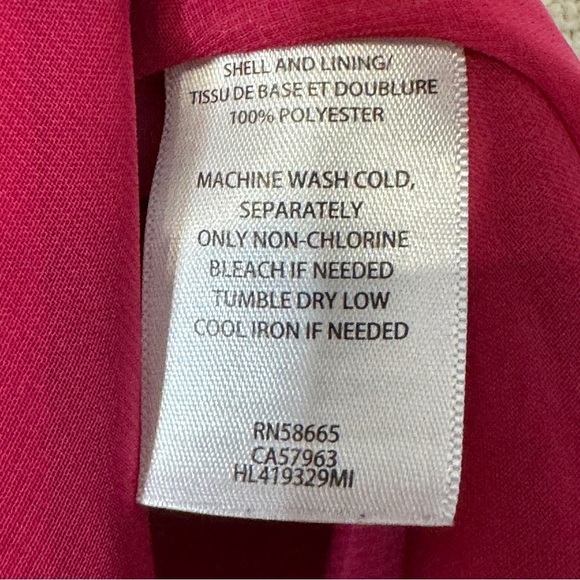 SHELL AND LINING/
TISSU DE BASE ET DOUBLURE
100% POLYESTER
MACHINE WASH COLD,
SEPARATELY
ONLY NON-CHLORINE
BLEACH IF NEEDED
TUMBLE DRY LOW
COOL IRON IF NEEDED
RN58665
CA57963
HL419329MI